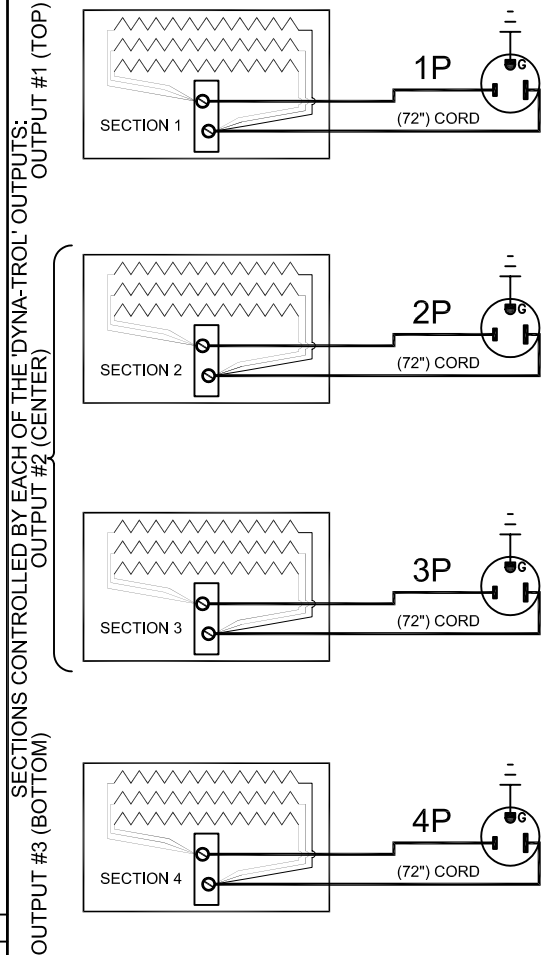 SECTIONS CONTROLLED BY EACH OF THE 'DYNA-TROL' OUTPUTS:
OUTPUT #1 (TOP)
SECTION 1
1P
(72") CORD
G
OUTPUT #2 (CENTER)
SECTION 2
2P
(72") CORD
G
SECTION 3
3P
(72") CORD
G
OUTPUT #3 (BOTTOM)
SECTION 4
4P
(72") CORD
G